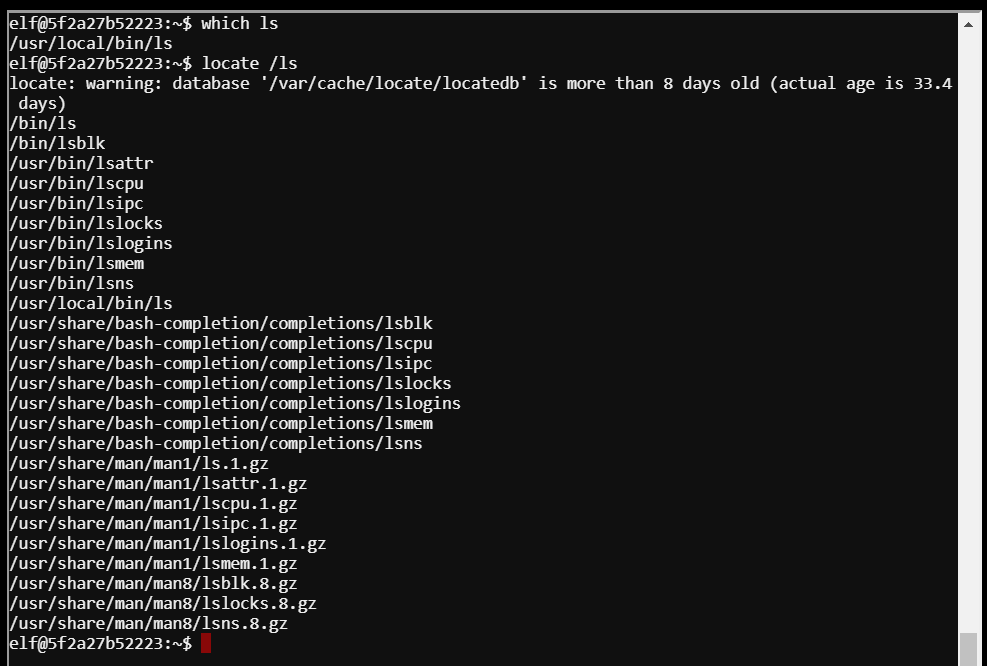 elf@5f2a27b52223:~$ which ls
/usr/local/bin/ls
elf@5f2a27b52223:~$ locate /ls
locate: warning: database '/var/cache/locate/locatedb' is more than 8 days old (actual age is 33.4
 days)
/bin/ls
/bin/lsblk
/usr/bin/lsattr
/usr/bin/lscpu
/usr/bin/lsipc
/usr/bin/lslocks
/usr/bin/lslogins
/usr/bin/lsmem
/usr/bin/lsns
/usr/local/bin/ls
/usr/share/bash-completion/completions/lsblk
/usr/share/bash-completion/completions/lscpu
/usr/share/bash-completion/completions/lsipc
/usr/share/bash-completion/completions/lslocks
/usr/share/bash-completion/completions/lslogins
/usr/share/bash-completion/completions/lsmem
/usr/share/bash-completion/completions/lsns
/usr/share/man/man1/ls.1.gz
/usr/share/man/man1/lsattr.1.gz
/usr/share/man/man1/lscpu.1.gz
/usr/share/man/man1/lsipc.1.gz
/usr/share/man/man1/lslogins.1.gz
/usr/share/man/man1/lsmem.1.gz
/usr/share/man/man8/lsblk.8.gz
/usr/share/man/man8/lslocks.8.gz
/usr/share/man/man8/lsns.8.gz
elf@5f2a27b52223:~$